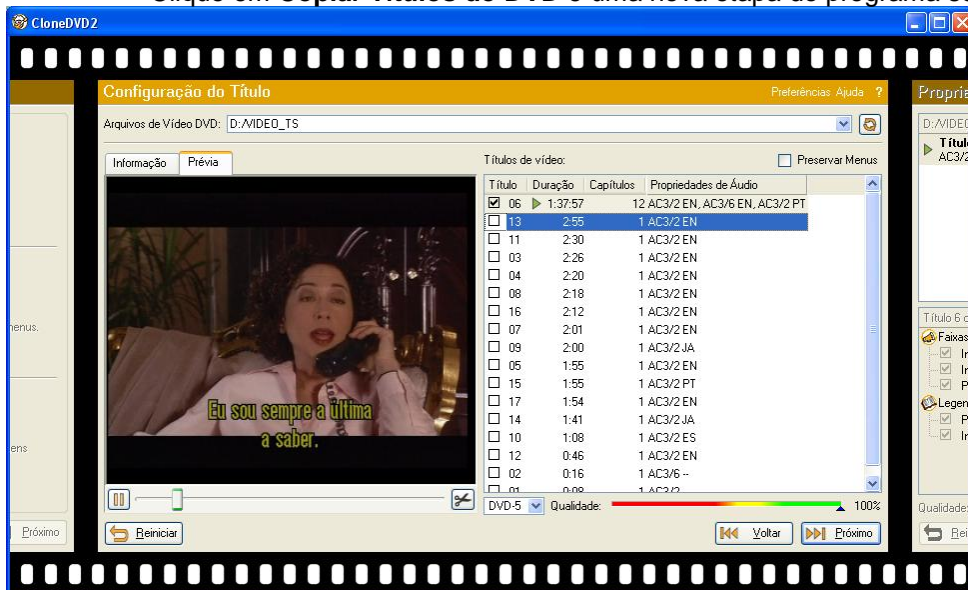 CloneDVD2
Configuração do Título
Preferências Ajuda ?
Arquivos de Vídeo DVD: D:/VIDEO_TS
Informação Prévia
Títulos de vídeo:
Preservar Menus
Título Duração Capítulos Propriedades de Áudio
06 1:37:57 12 AC3/2 EN, AC3/6 EN, AC3/2 PT
13 2:55 1 AC3/2 EN
11 2:30 1 AC3/2 EN
03 2:26 1 AC3/2 EN
04 2:20 1 AC3/2 EN
08 2:18 1 AC3/2 EN
16 2:12 1 AC3/2 EN
07 2:01 1 AC3/2 EN
09 2:00 1 AC3/2 JA
05 1:55 1 AC3/2 EN
15 1:55 1 AC3/2 PT
17 1:54 1 AC3/2 EN
14 1:41 1 AC3/2 JA
10 1:08 1 AC3/2 ES
12 0:46 1 AC3/2 EN
02 0:16 1 AC3/6 --
Eu sou sempre a última
a saber.
DVD-5 Qualidade: 100%
Reiniciar
Voltar
Próximo
enus.
ens
Próximo
Propri
D:/VIDEO
Títul
AC3/2
Título 6
Faixas
Legen
Qualidade:
Rei